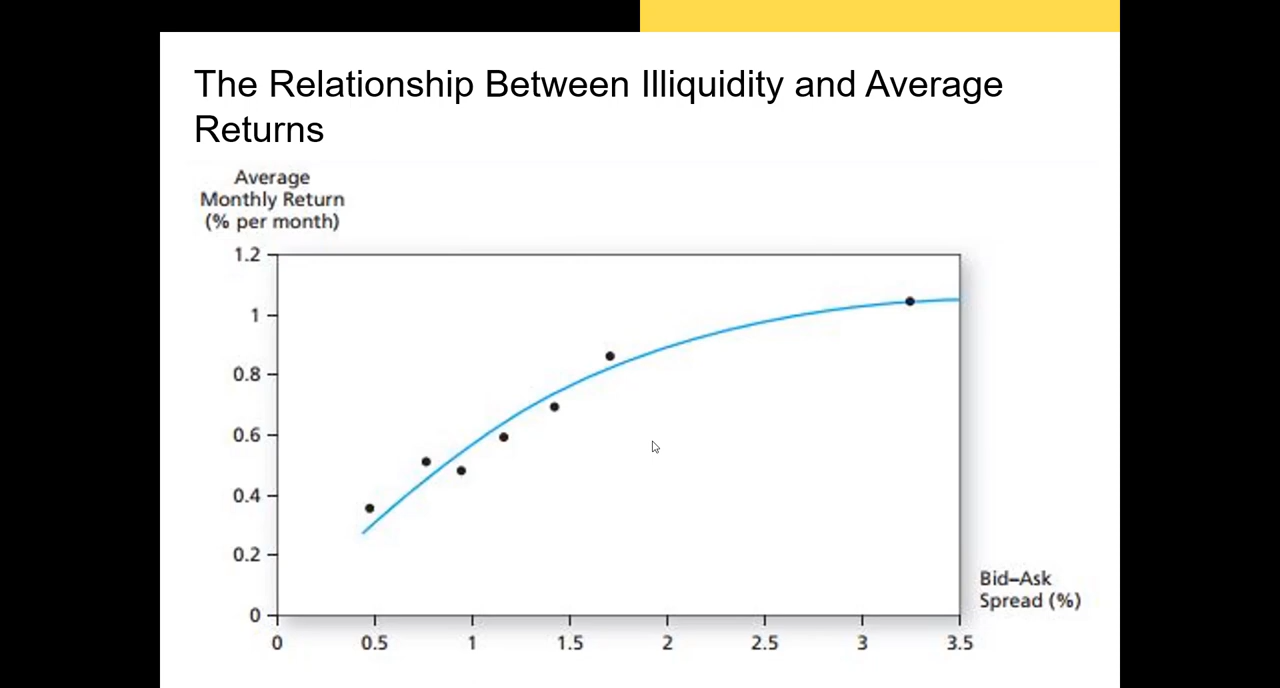 The Relationship Between Illiquidity and Average
Returns
Average
Monthly Return
(% per month)
1.2
1
0.8
0.6
0.4
0.2
0
Bid–Ask
Spread (%)
0 0.5 1 1.5 2 2.5 3 3.5